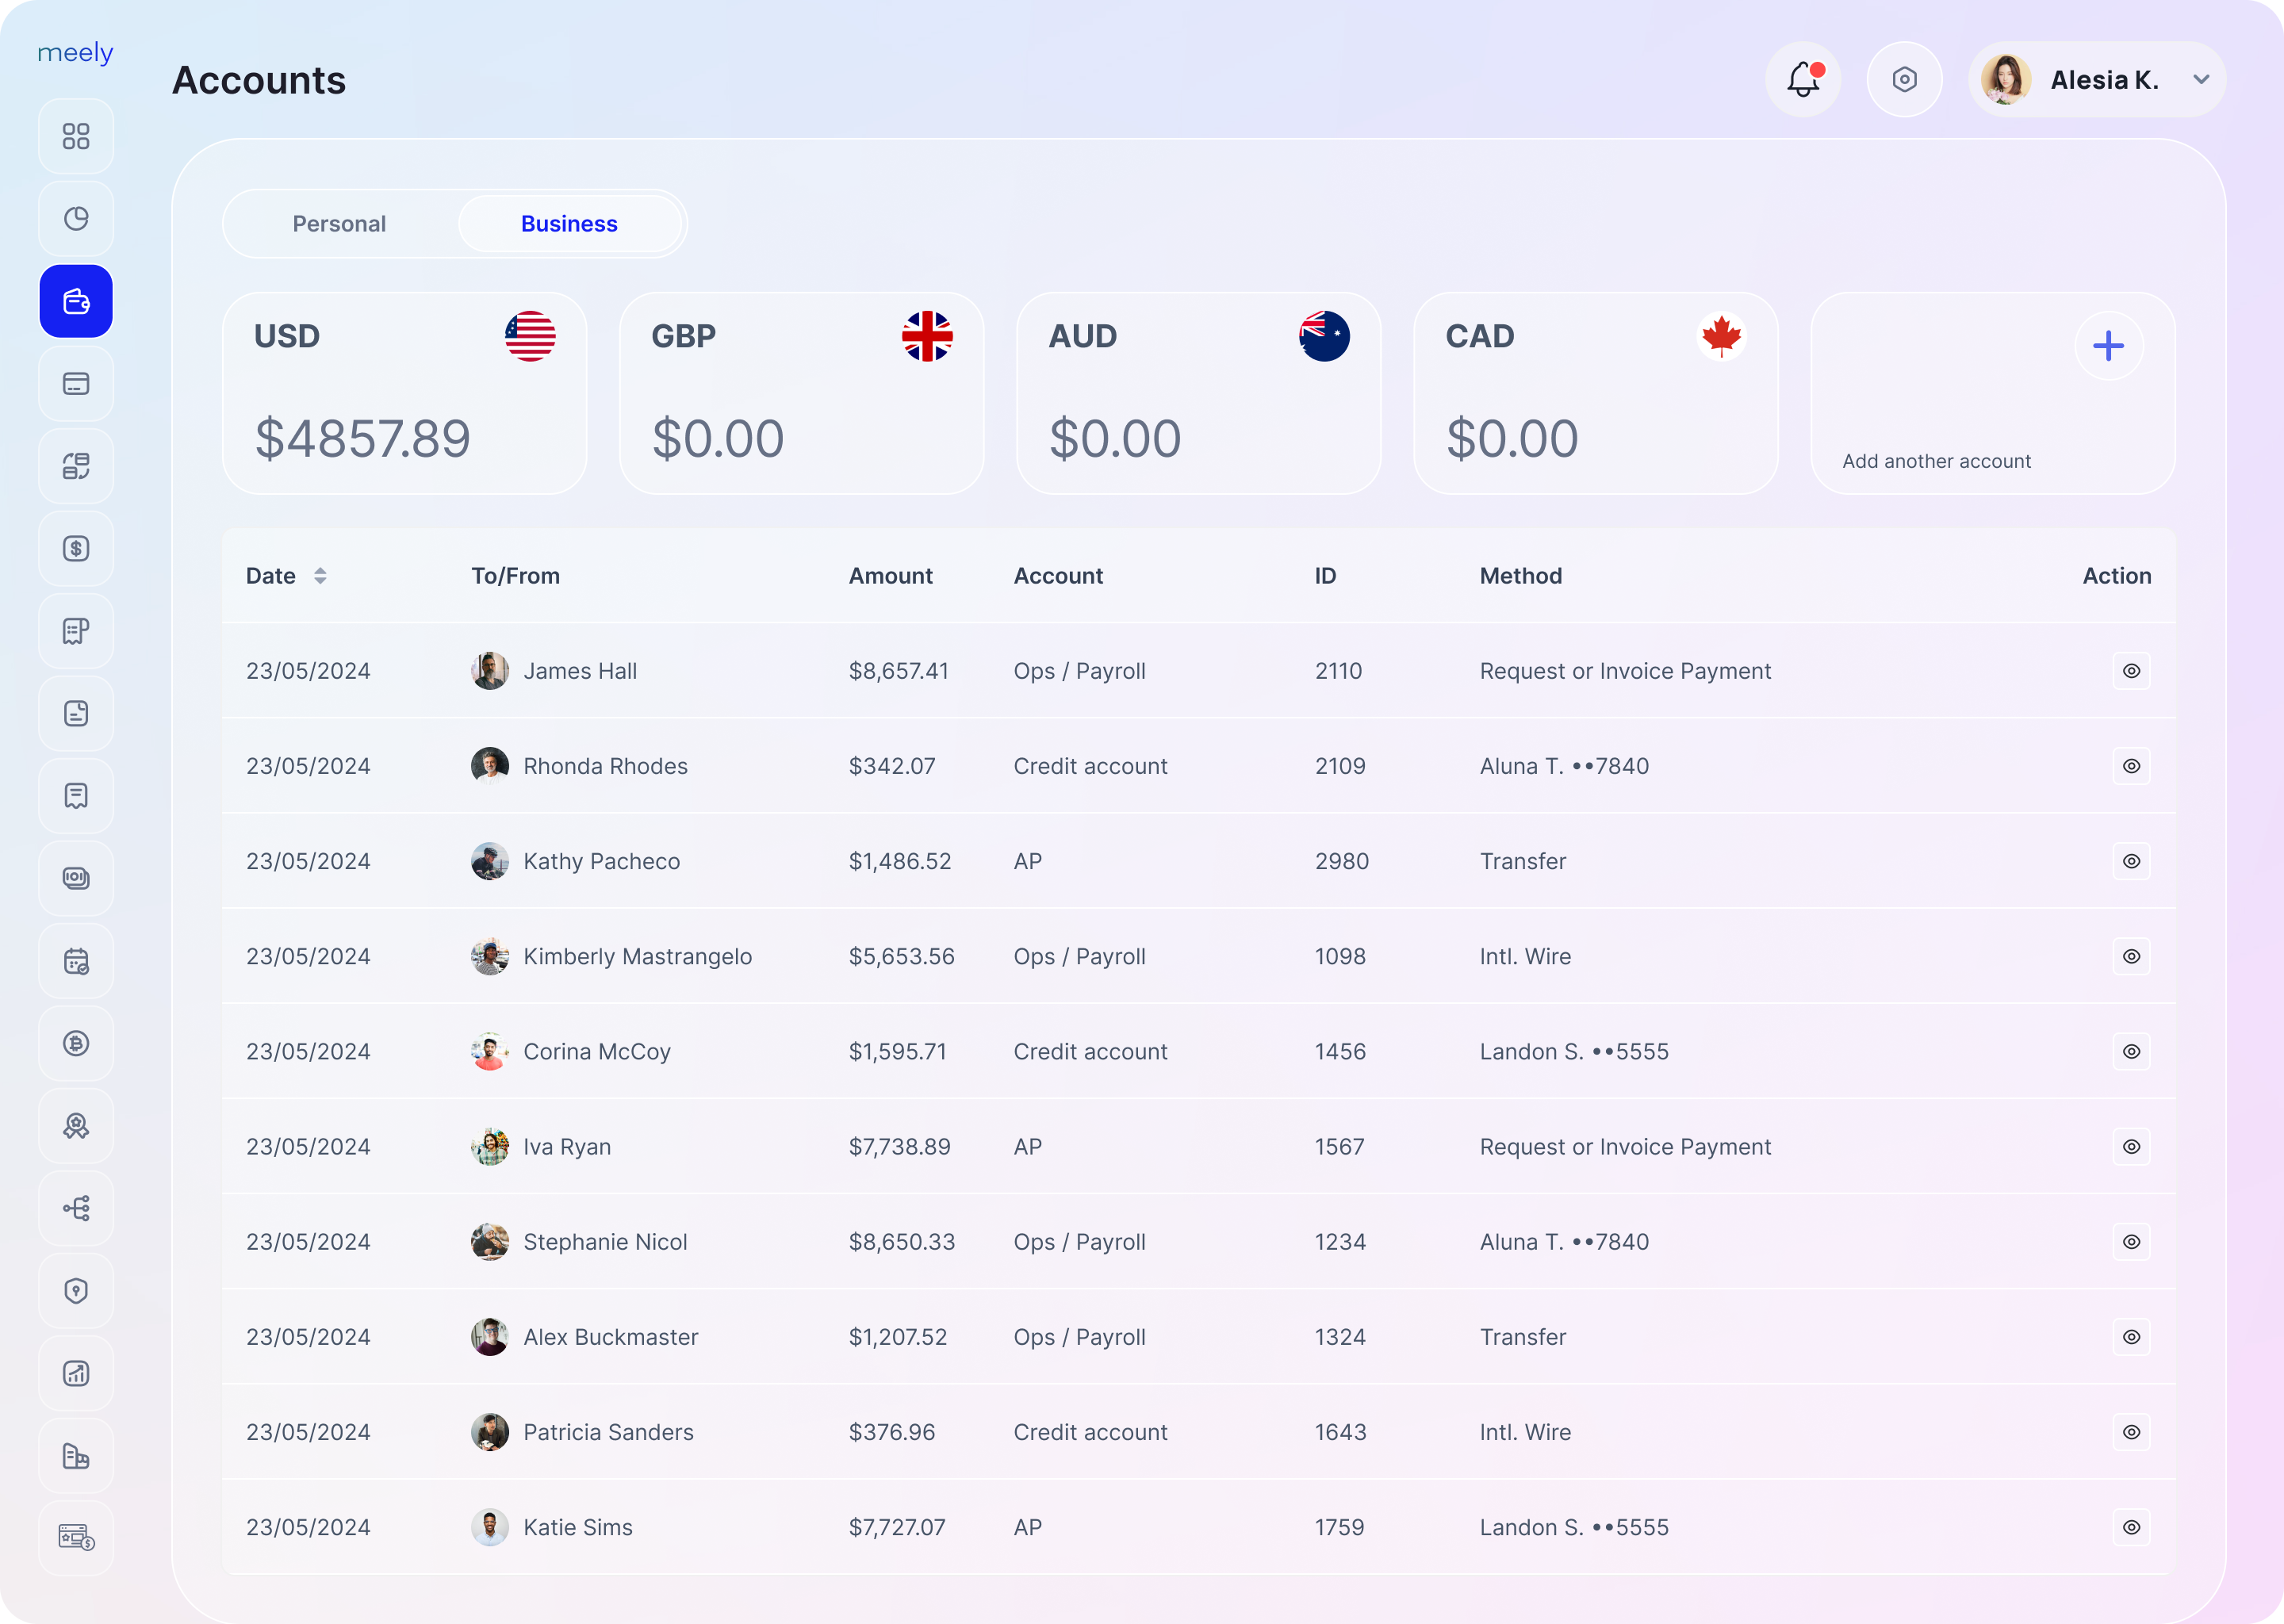 meely
Accounts
Alesia K.
Personal
Business
USD
GBP
AUD
CAD
$4857.89
$0.00
$0.00
$0.00
Add another account
Date To/From Amount Account ID Method Action
23/05/2024 James Hall $8,657.41 Ops / Payroll 2110 Request or Invoice Payment
23/05/2024 Rhonda Rhodes $342.07 Credit account 2109 Aluna T. ••7840
23/05/2024 Kathy Pacheco $1,486.52 AP 2980 Transfer
23/05/2024 Kimberly Mastrangelo $5,653.56 Ops / Payroll 1098 Intl. Wire
23/05/2024 Corina McCoy $1,595.71 Credit account 1456 Landon S. ••5555
23/05/2024 Iva Ryan $7,738.89 AP 1567 Request or Invoice Payment
23/05/2024 Stephanie Nicol $8,650.33 Ops / Payroll 1234 Aluna T. ••7840
23/05/2024 Alex Buckmaster $1,207.52 Ops / Payroll 1324 Transfer
23/05/2024 Patricia Sanders $376.96 Credit account 1643 Intl. Wire
23/05/2024 Katie Sims $7,727.07 AP 1759 Landon S. ••5555